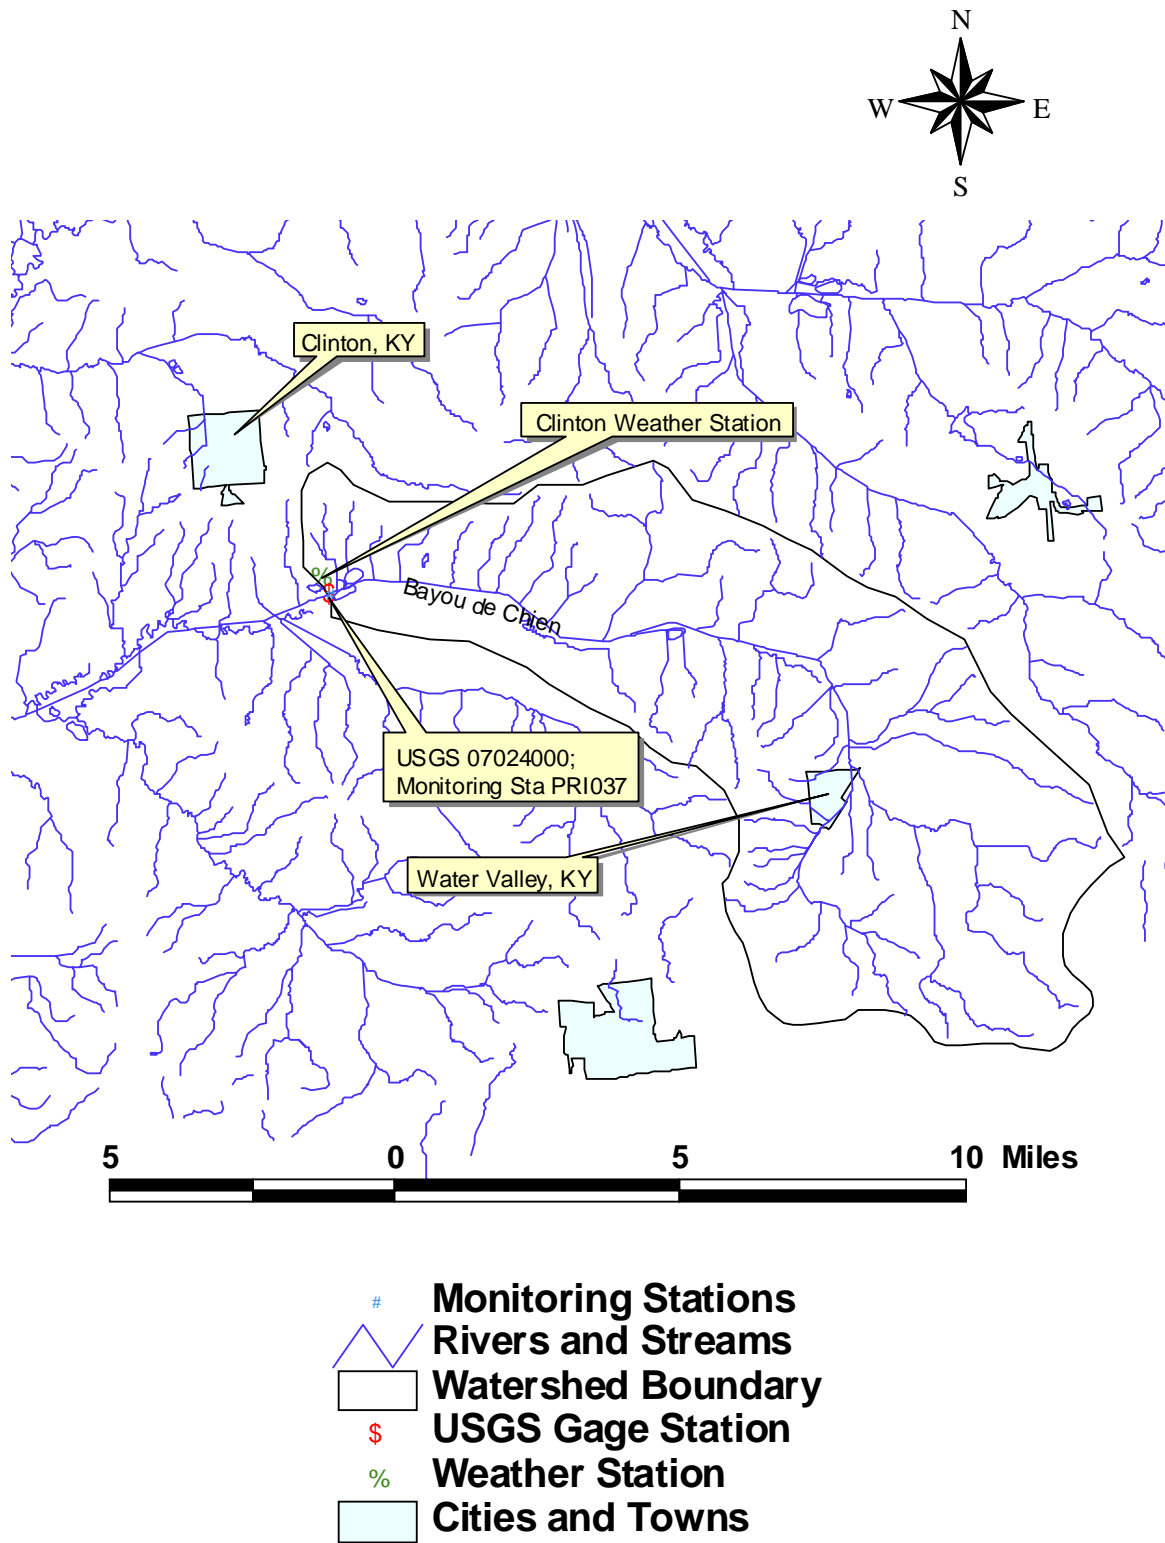 N
W E
S
Clinton, KY
Clinton Weather Station
%
$
#
Bayou de Chien
USGS 07024000;
Monitoring Sta PRI037
Water Valley, KY
5 0 5 10 Miles
# Monitoring Stations
Rivers and Streams
Watershed Boundary
$ USGS Gage Station
% Weather Station
Cities and Towns